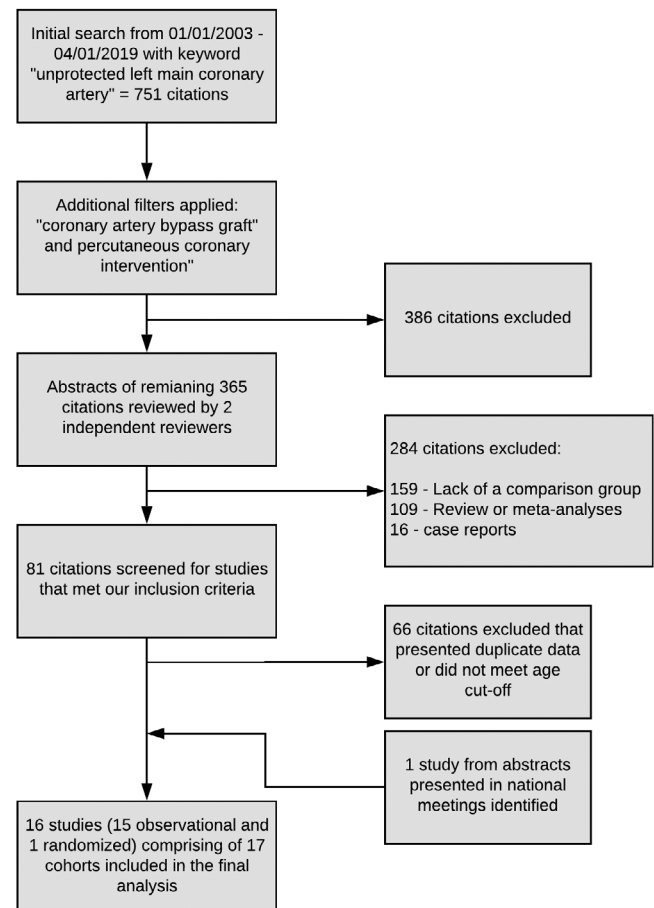 Initial search from 01/01/2003 -
04/01/2019 with keyword
"unprotected left main coronary
artery" = 751 citations
Additional filters applied:
"coronary artery bypass graft"
and percutaneous coronary
intervention"
386 citations excluded
Abstracts of remianing 365
citations reviewed by 2
independent reviewers
284 citations excluded:
159 - Lack of a comparison group
109 - Review or meta-analyses
16 - case reports
81 citations screened for studies
that met our inclusion criteria
66 citations excluded that
presented duplicate data
or did not meet age
cut-off
1 study from abstracts
presented in national
meetings identified
16 studies (15 observational and
1 randomized) comprising of 17
cohorts included in the final
analysis